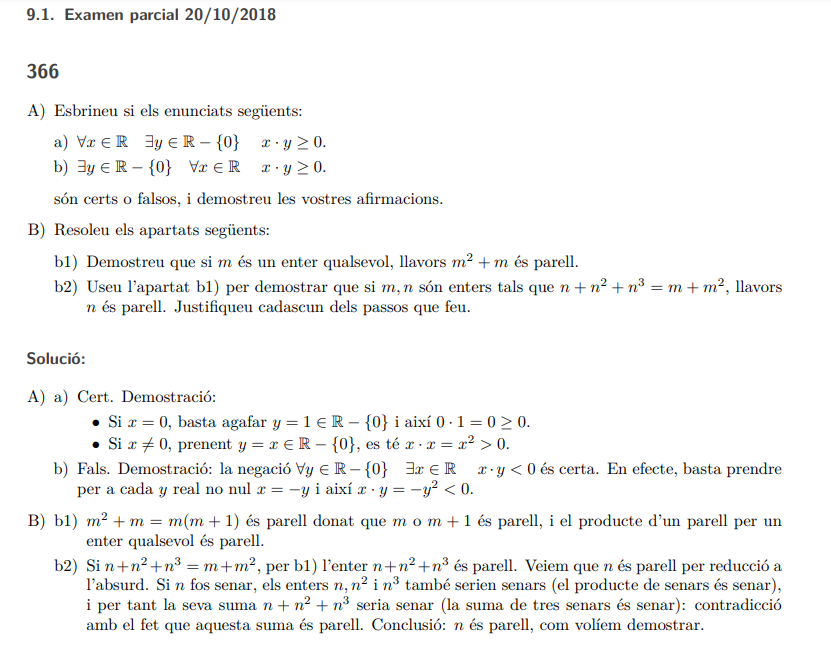 9.1. Examen parcial 20/10/2018
366
A) Esbrineu si els enunciats següents:
a) ∀x ∈ ℝ ∃y ∈ ℝ − {0} x · y ≥ 0.
b) ∃y ∈ ℝ − {0} ∀x ∈ ℝ x · y ≥ 0.
són certs o falsos, i demostreu les vostres afirmacions.
B) Resoleu els apartats següents:
b1) Demostreu que si m és un enter qualsevol, llavors m² + m és parell.
b2) Useu l'apartat b1) per demostrar que si m, n són enters tals que n + n² + n³ = m + m², llavors
n és parell. Justifiqueu cadascun dels passos que feu.
Solució:
A) a) Cert. Demostració:
• Si x = 0, basta agafar y = 1 ∈ ℝ − {0} i així 0 · 1 = 0 ≥ 0.
• Si x ≠ 0, prenent y = x ∈ ℝ − {0}, es té x · x = x² > 0.
b) Fals. Demostració: la negació ∀y ∈ ℝ − {0} ∃x ∈ ℝ x · y < 0 és certa. En efecte, basta prendre
per a cada y real no nul x = −y i així x · y = −y² < 0.
B) b1) m² + m = m(m + 1) és parell donat que m o m + 1 és parell, i el producte d'un parell per un
enter qualsevol és parell.
b2) Si n+n²+n³ = m+m², per b1) l'enter n+n²+n³ és parell. Veiem que n és parell per reducció a
l'absurd. Si n fos senar, els enters n, n² i n³ també serien senars (el producte de senars és senar),
i per tant la seva suma n + n² + n³ seria senar (la suma de tres senars és senar): contradicció
amb el fet que aquesta suma és parell. Conclusió: n és parell, com volíem demostrar.